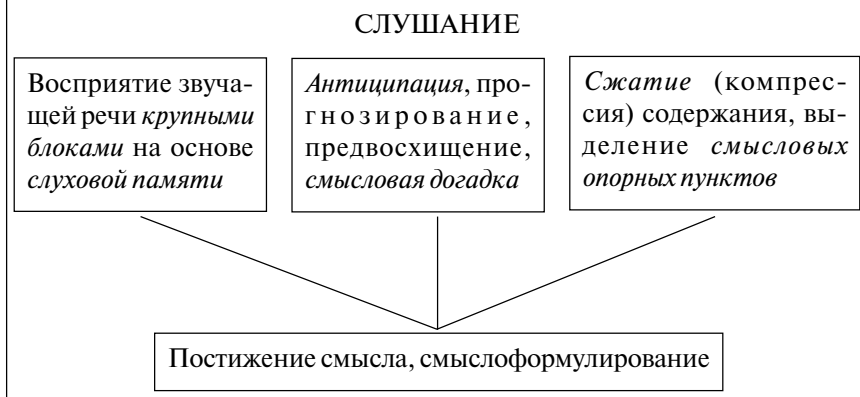 СЛУШАНИЕ
Восприятие звуча-
щей речи крупными
блоками на основе
слуховой памяти
Антиципация, про-
гнозирование,
предвосхищение,
смысловая догадка
Сжатие (компрес-
сия) содержания, вы-
деление смысловых
опорных пунктов
Постижение смысла, смыслоформулирование